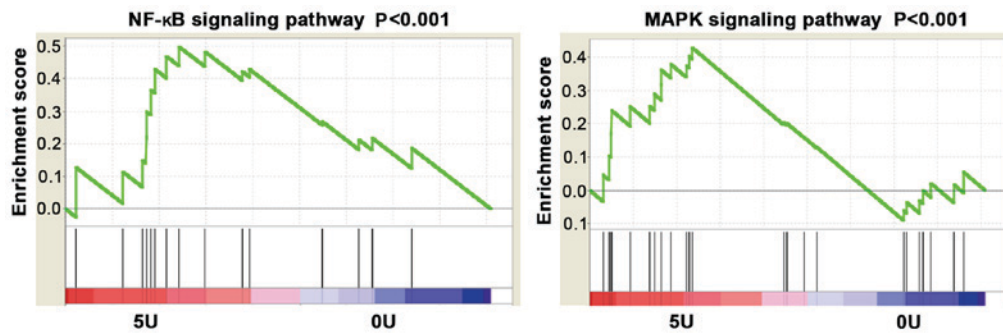 NF-κB signaling pathway P<0.001
Enrichment score
0.5
0.4
0.3
0.2
0.1
0.0
5U 0U
MAPK signaling pathway P<0.001
Enrichment score
0.4
0.3
0.2
0.1
0.0
0.1
5U 0U